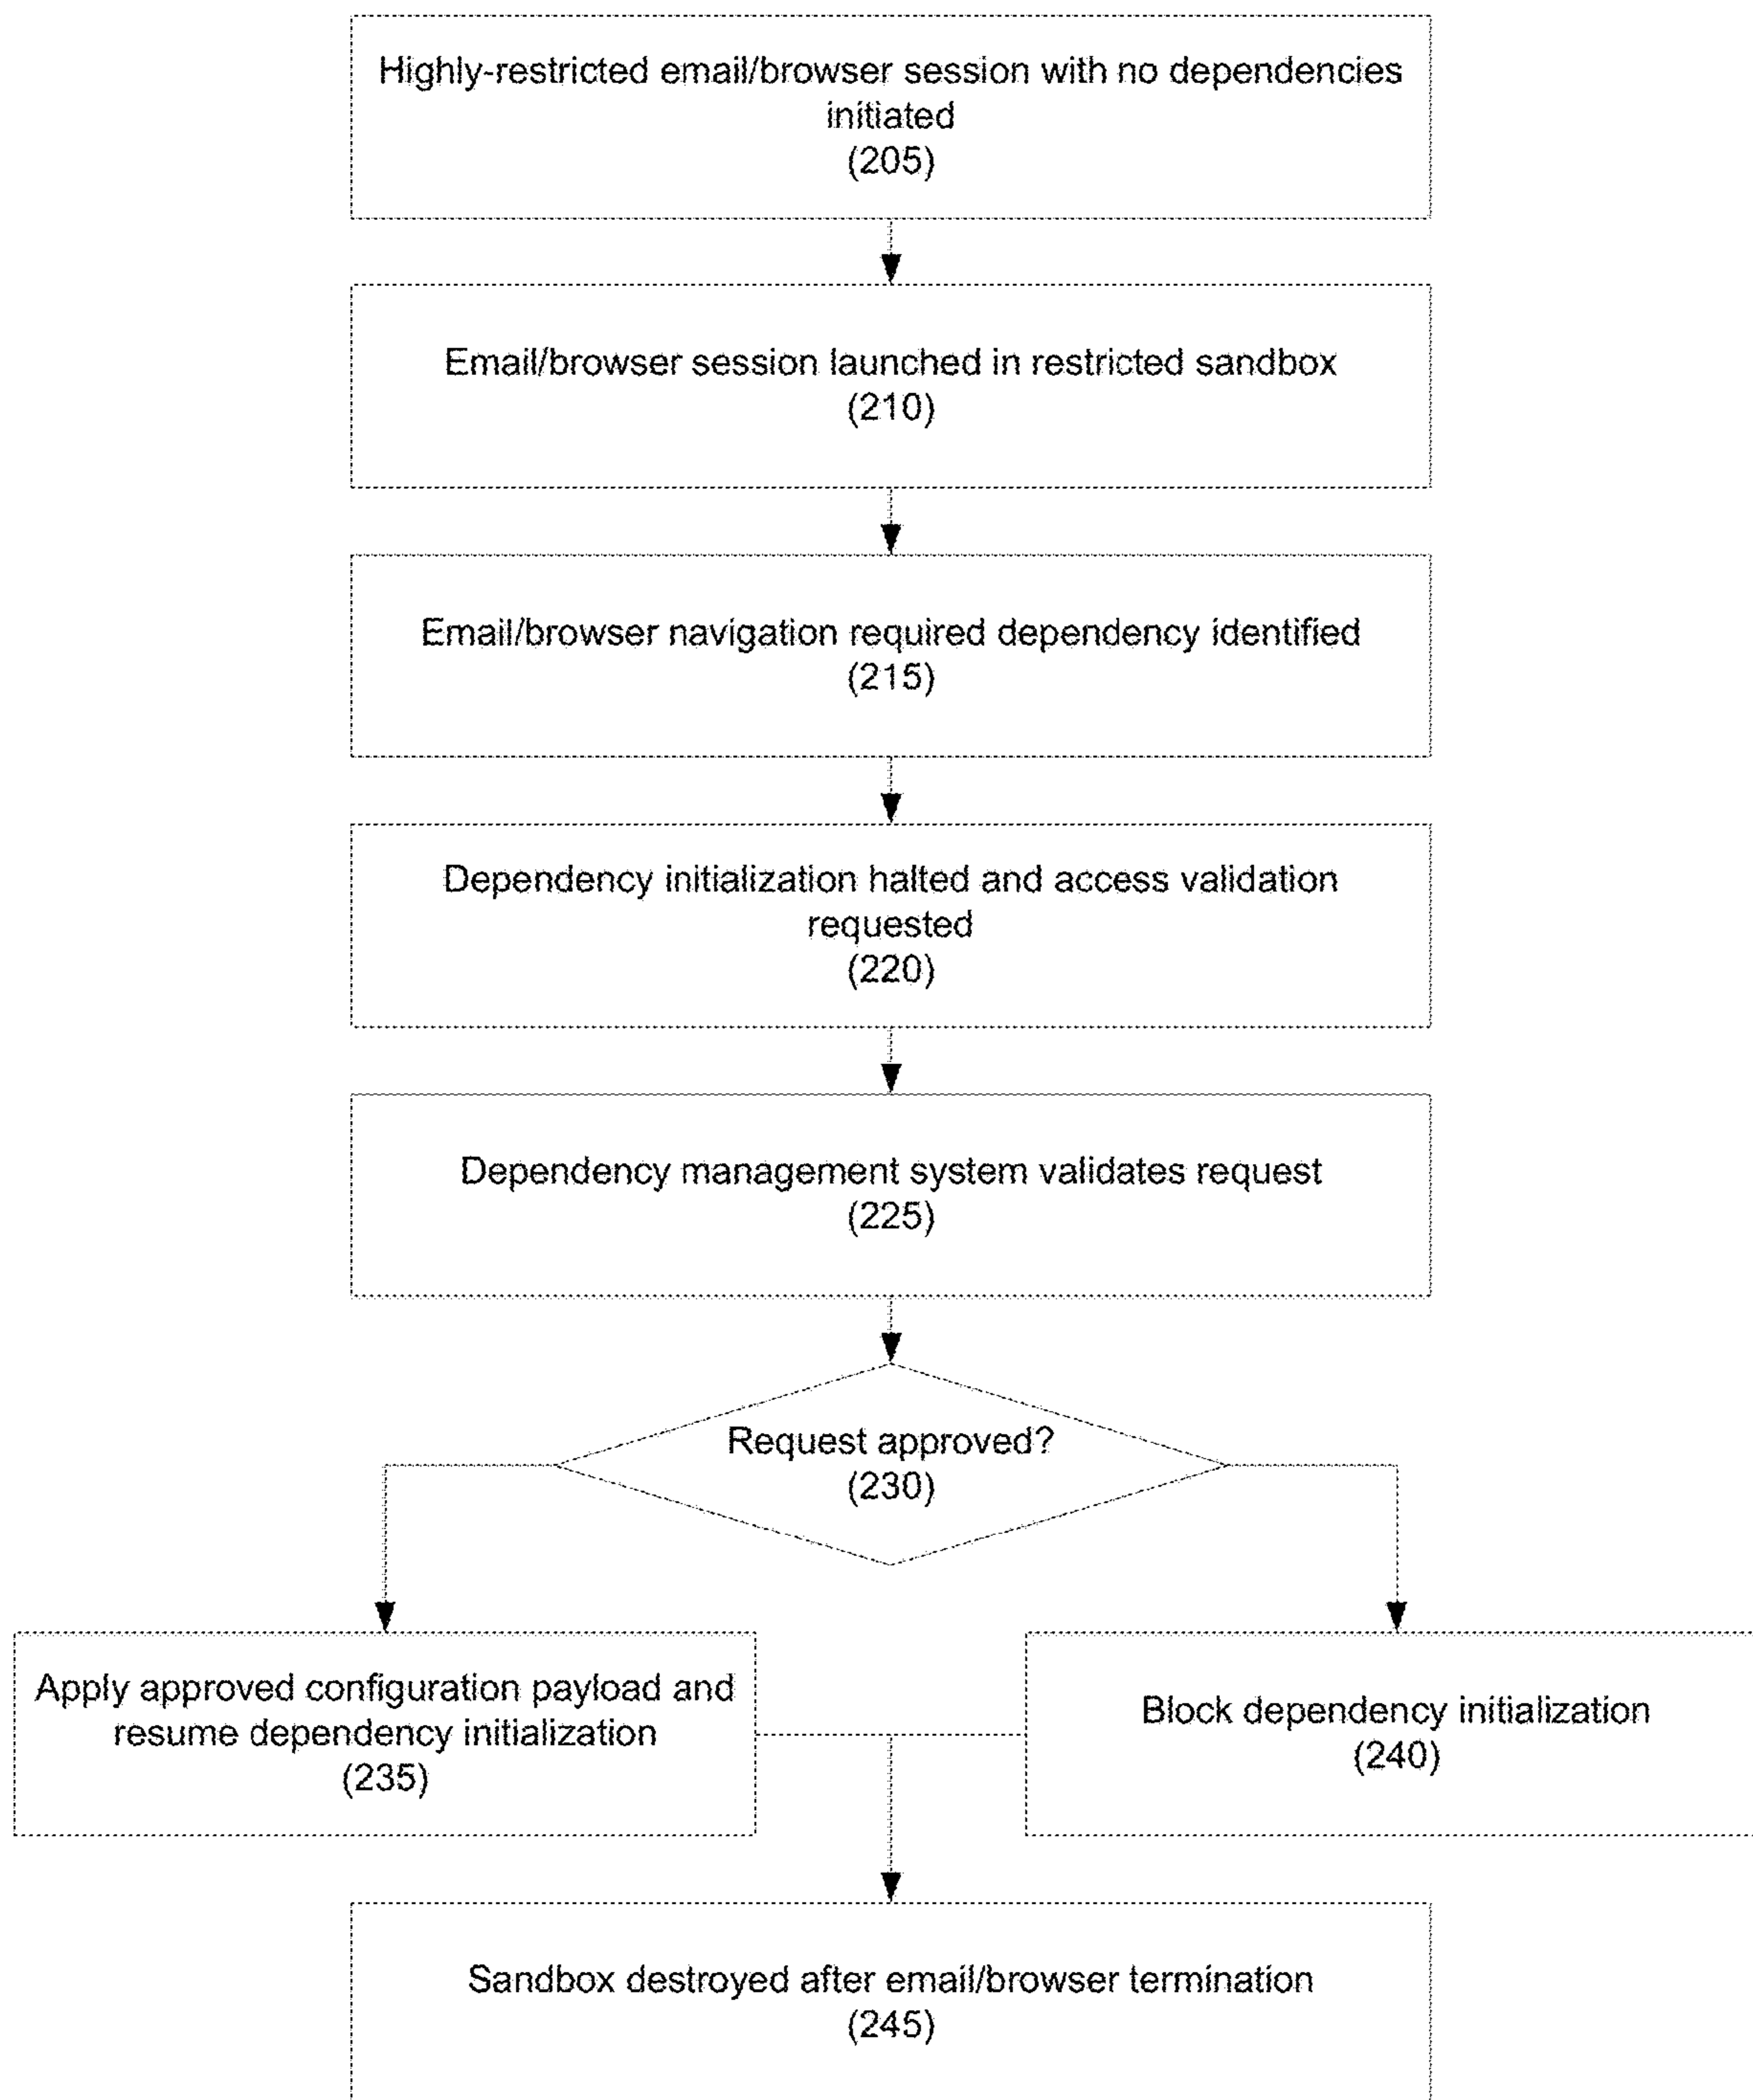 Highly-restricted email/browser session with no dependencies
initiated
(205)
Email/browser session launched in restricted sandbox
(210)
Email/browser navigation required dependency identified
(215)
Dependency initialization halted and access validation
requested
(220)
Dependency management system validates request
(225)
Request approved?
(230)
Apply approved configuration payload and
resume dependency initialization
(235)
Block dependency initialization
(240)
Sandbox destroyed after email/browser termination
(245)